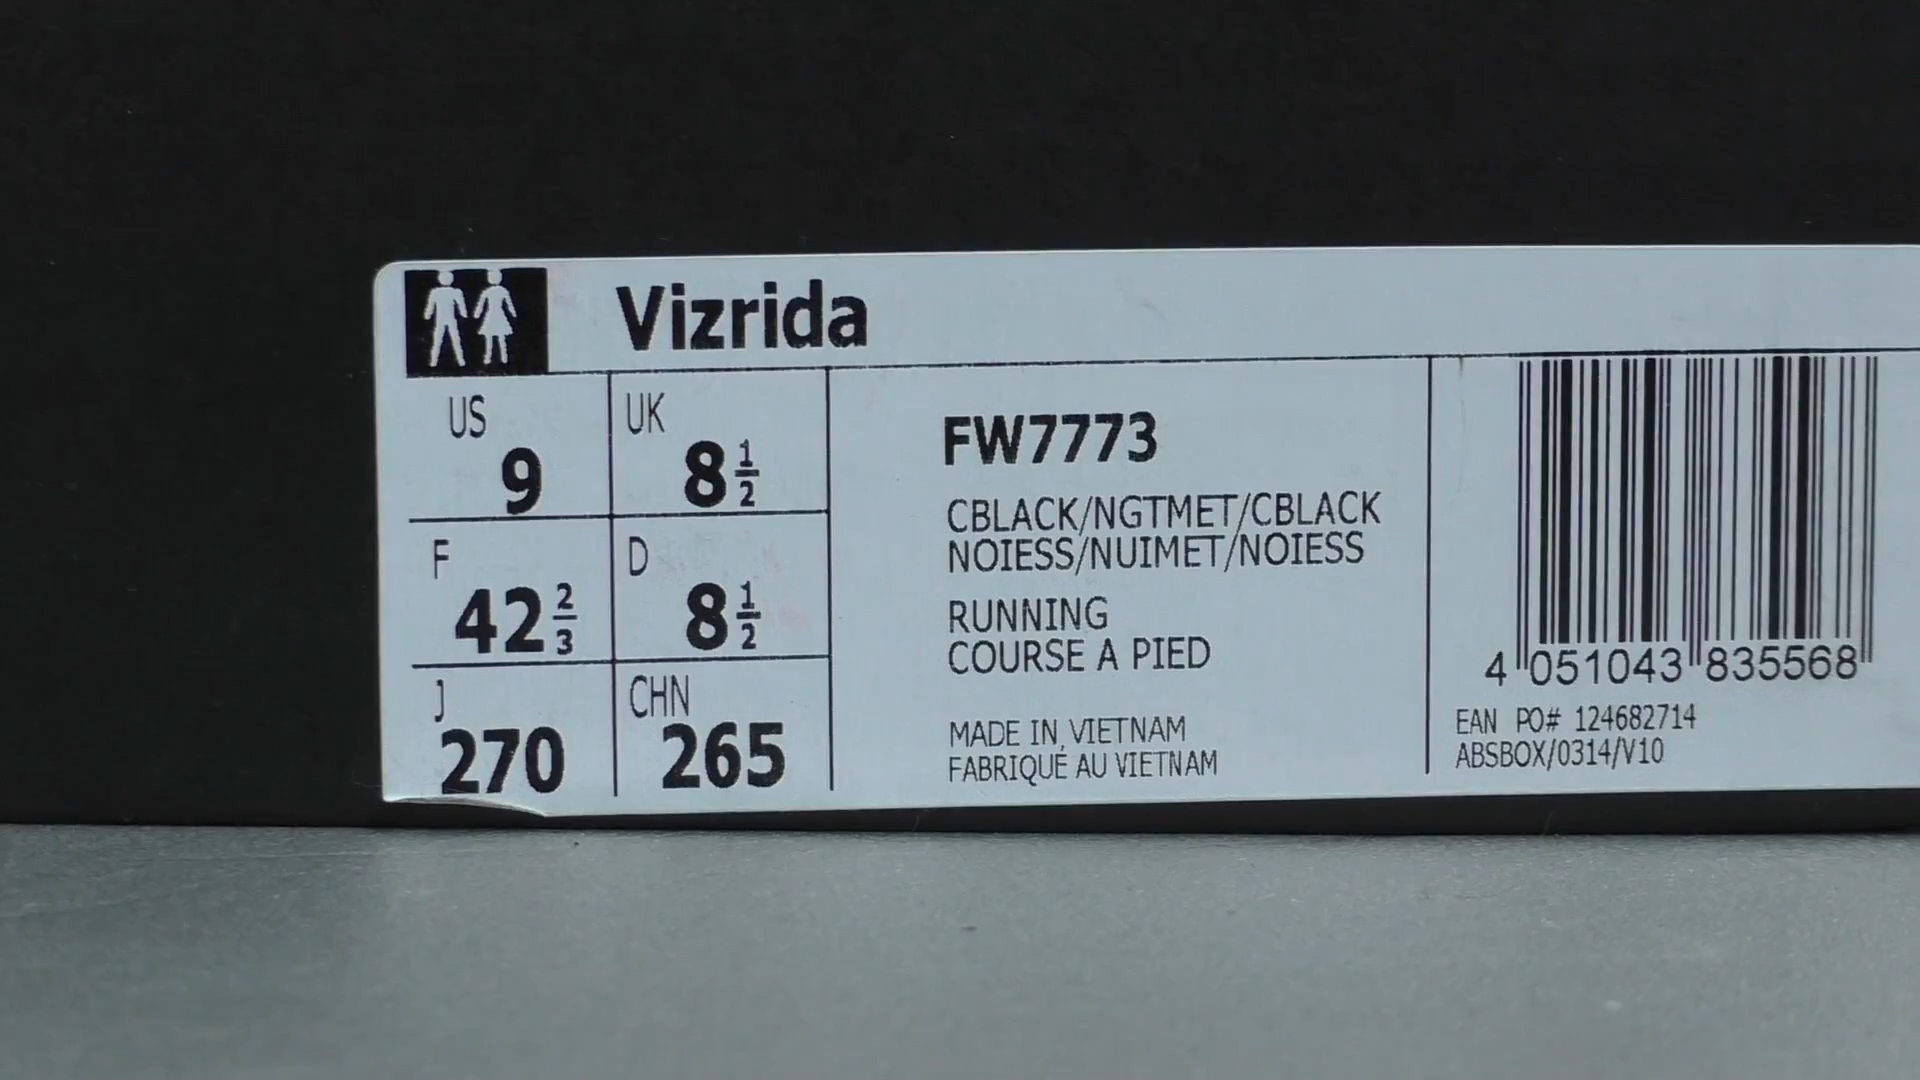 Vizrida
US
9
UK
8 1/2
F
42 2/3
D
8 1/2
J
270
CHN
265
FW7773
CBLACK/NGTMET/CBLACK
NOIESS/NUIMET/NOIESS
RUNNING
COURSE A PIED
MADE IN VIETNAM
FABRIQUÉ AU VIETNAM
4 051043 835568
EAN PO# 124682714
ABSBOX/0314/V10